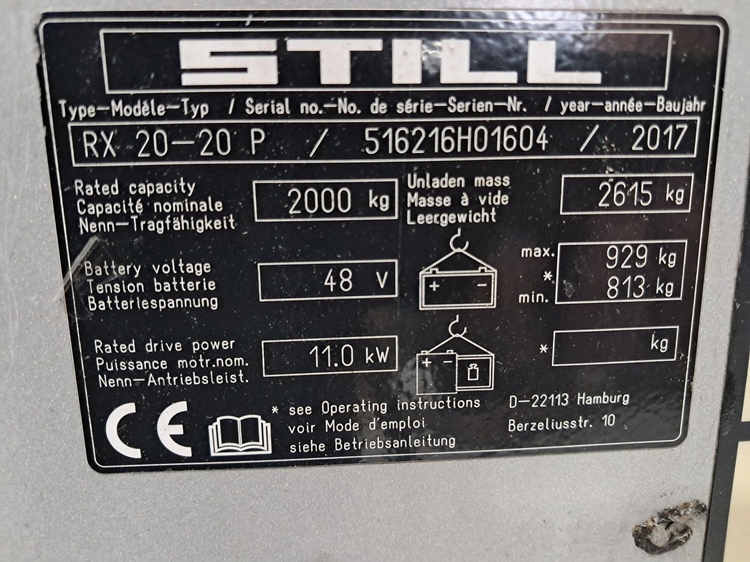 STILL
Type-Modèle-Typ / Serial no.-No. de série-Serien-Nr. / year-année-Baujahr
RX 20-20 P / 516216H01604 / 2017
Rated capacity
Capacité nominale
Nenn-Tragfähigkeit
2000 kg
Unladen mass
Masse à vide
Leergewicht
2615 kg
Battery voltage
Tension batterie
Batteriespannung
48 V
+ -
max. 929 kg
*
min. 813 kg
Rated drive power
Puissance motr.nom.
Nenn-Antriebsleist.
11.0 kW
+ -
* kg
CE
* see Operating instructions
voir Mode d'emploi
siehe Betriebsanleitung
D-22113 Hamburg
Berzeliusstr. 10